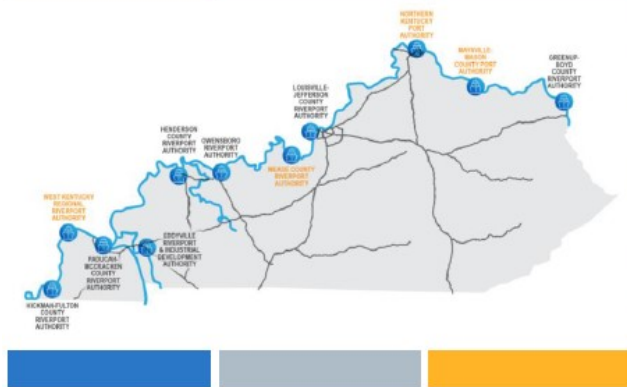 NORTHERN
KENTUCKY
PORT
AUTHORITY
MAYSVILLE-
MASON
COUNTY PORT
AUTHORITY
GREENUP-
BOYD
COUNTY
RIVERPORT
AUTHORITY
LOUISVILLE-
JEFFERSON
COUNTY
RIVERPORT
AUTHORITY
HENDERSON
COUNTY
RIVERPORT
AUTHORITY
OWENSBORO
RIVERPORT
AUTHORITY
MEADE COUNTY
RIVERPORT
AUTHORITY
WEST KENTUCKY
REGIONAL
RIVERPORT
AUTHORITY
PADUCAH-
MCCRACKEN
COUNTY
RIVERPORT
AUTHORITY
EDDYVILLE
RIVERPORT
& INDUSTRIAL
DEVELOPMENT
AUTHORITY
HICKMAN-FULTON
COUNTY
RIVERPORT
AUTHORITY